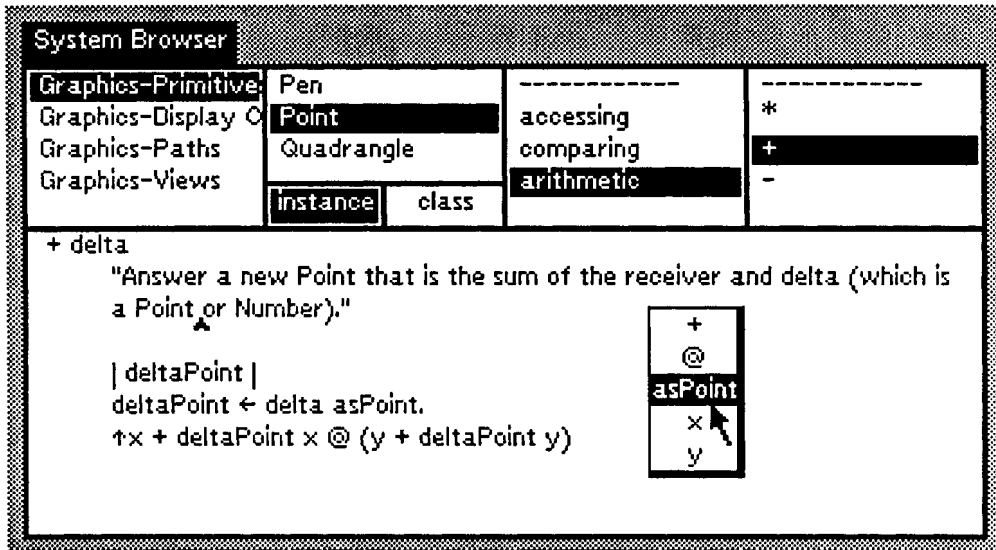 System Browser
Graphics-Primitive
Graphics-Display O
Graphics-Paths
Graphics-Views
Pen
Point
Quadrangle
instance class
------------
accessing
comparing
arithmetic
------------
*
+
-
+ delta
"Answer a new Point that is the sum of the receiver and delta (which is
a Point or Number)."
| deltaPoint |
deltaPoint ← delta asPoint.
↑x + deltaPoint x @ (y + deltaPoint y)
+
@
asPoint
x
y